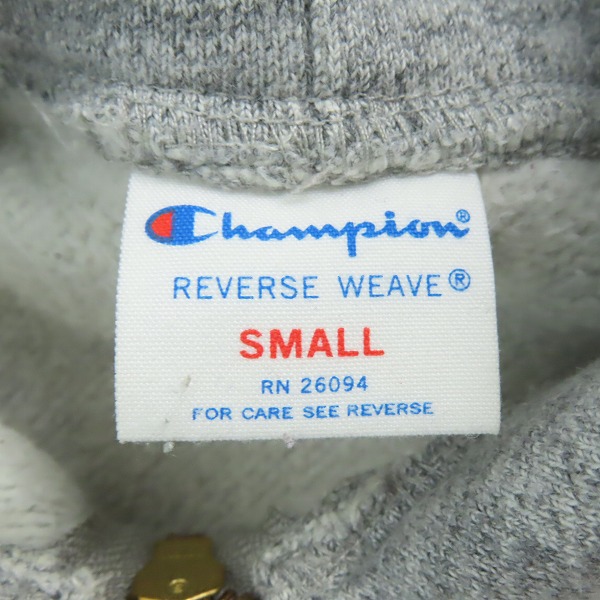 Champion®
REVERSE WEAVE®
SMALL
RN 26094
FOR CARE SEE REVERSE